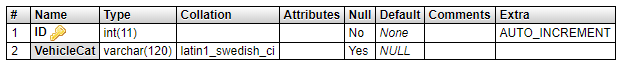 # Name Type Collation Attributes Null Default Comments Extra
1 ID int(11) No None AUTO_INCREMENT
2 VehicleCat varchar(120) latin1_swedish_ci Yes NULL